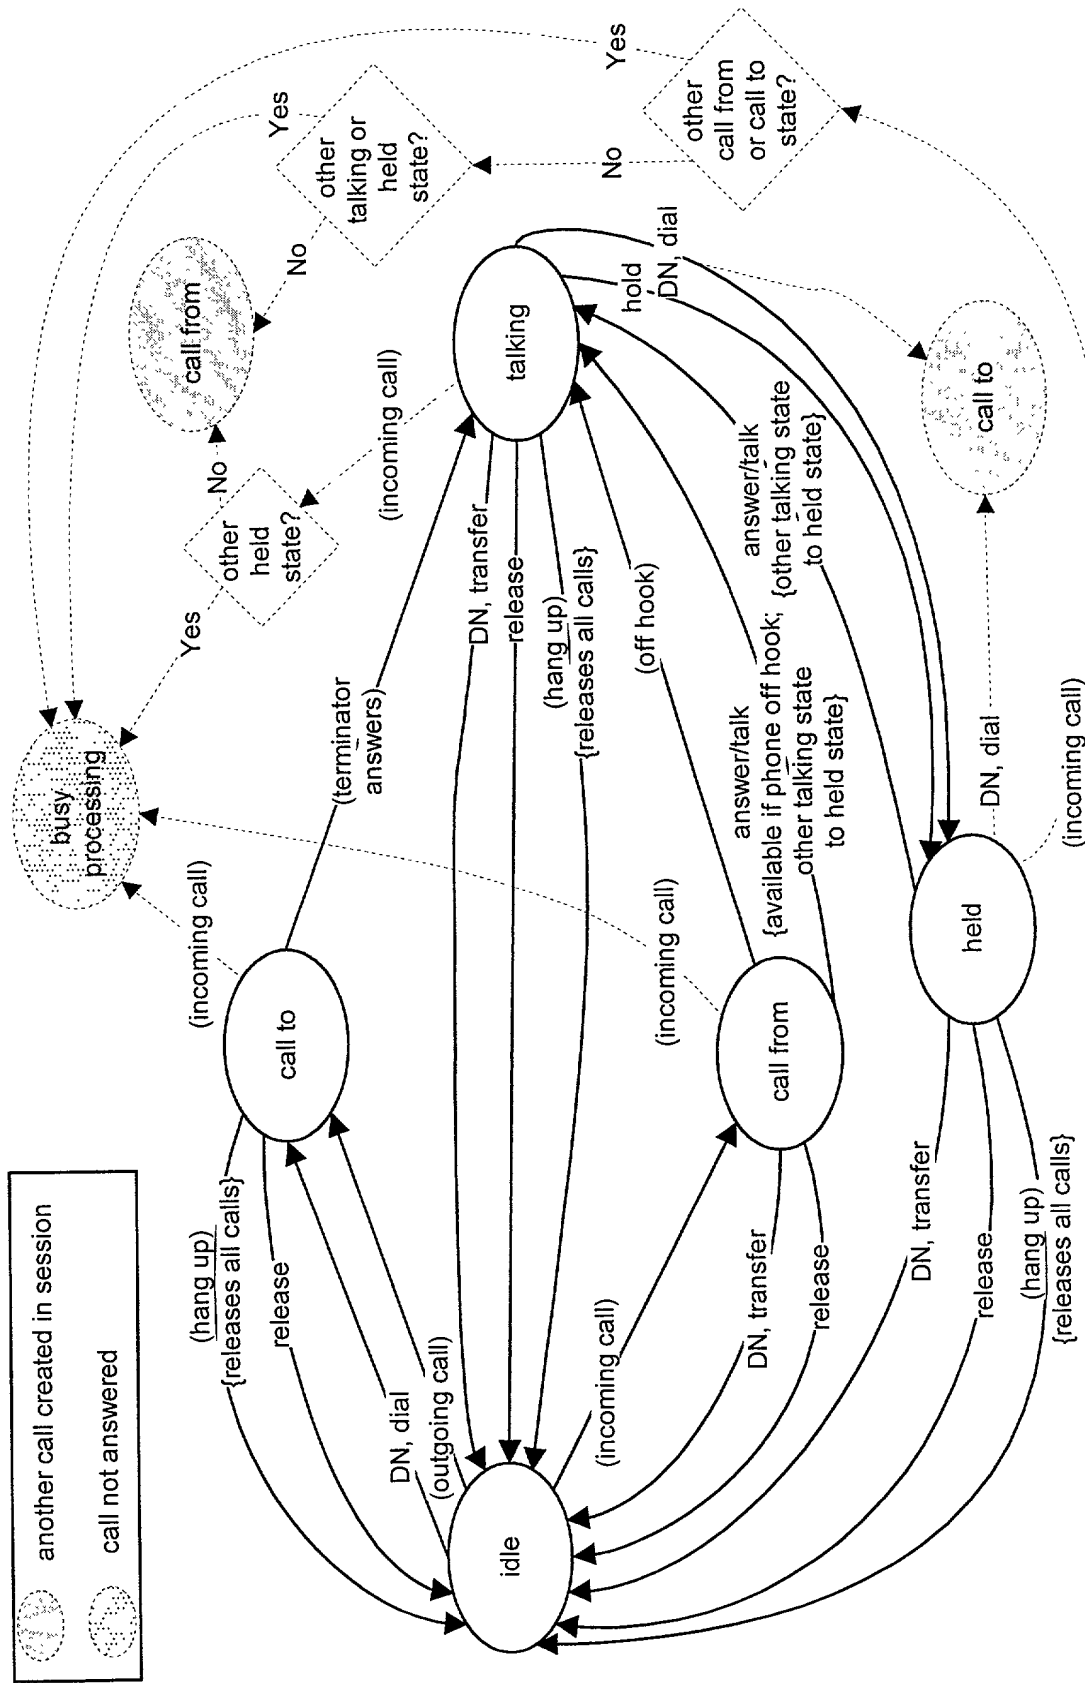 another call created in session
call not answered
busy
processing
(incoming call)
Yes
other
held
state?
No
call from
No
Yes
other
talking or
held
state?
Yes
No
other
call from
or call to
state?
(hang up)
{releases all calls}
release
DN, dial
(outgoing call)
call to
(terminator
answers)
(incoming call)
idle
DN, transfer
release
(hang up)
{releases all calls}
talking
hold
DN, dial
(incoming call)
(incoming call)
(off hook)
DN, transfer
release
call from
answer/talk
{available if phone off hook;
other talking state
to held state}
answer/talk
{other talking state
to held state}
DN, transfer
release
(hang up)
{releases all calls}
held
DN, dial
call to
(incoming call)